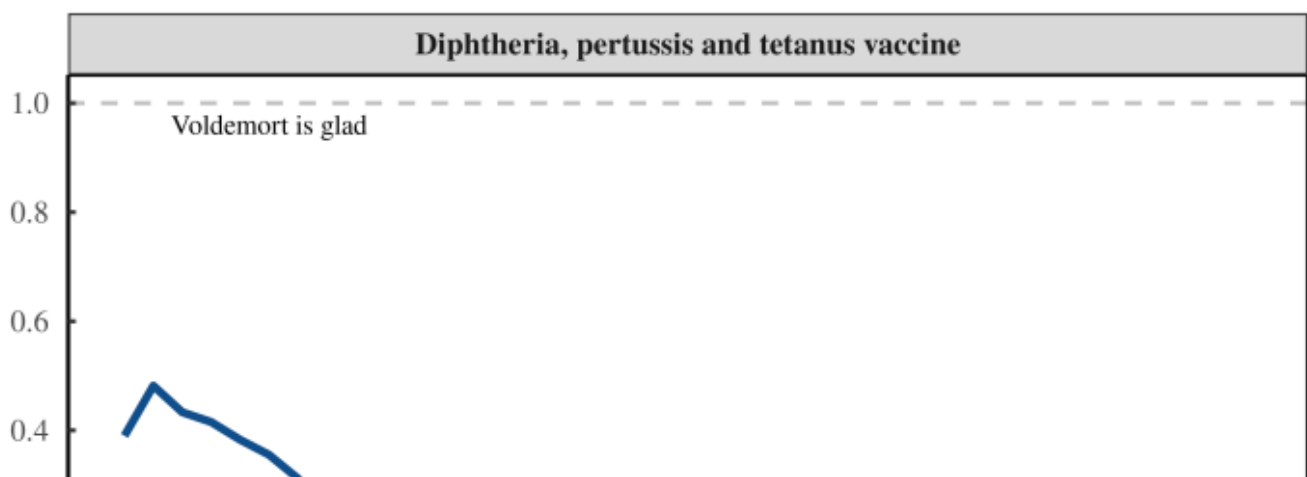 Diphtheria, pertussis and tetanus vaccine
1.0
Voldemort is glad
0.8
0.6
0.4